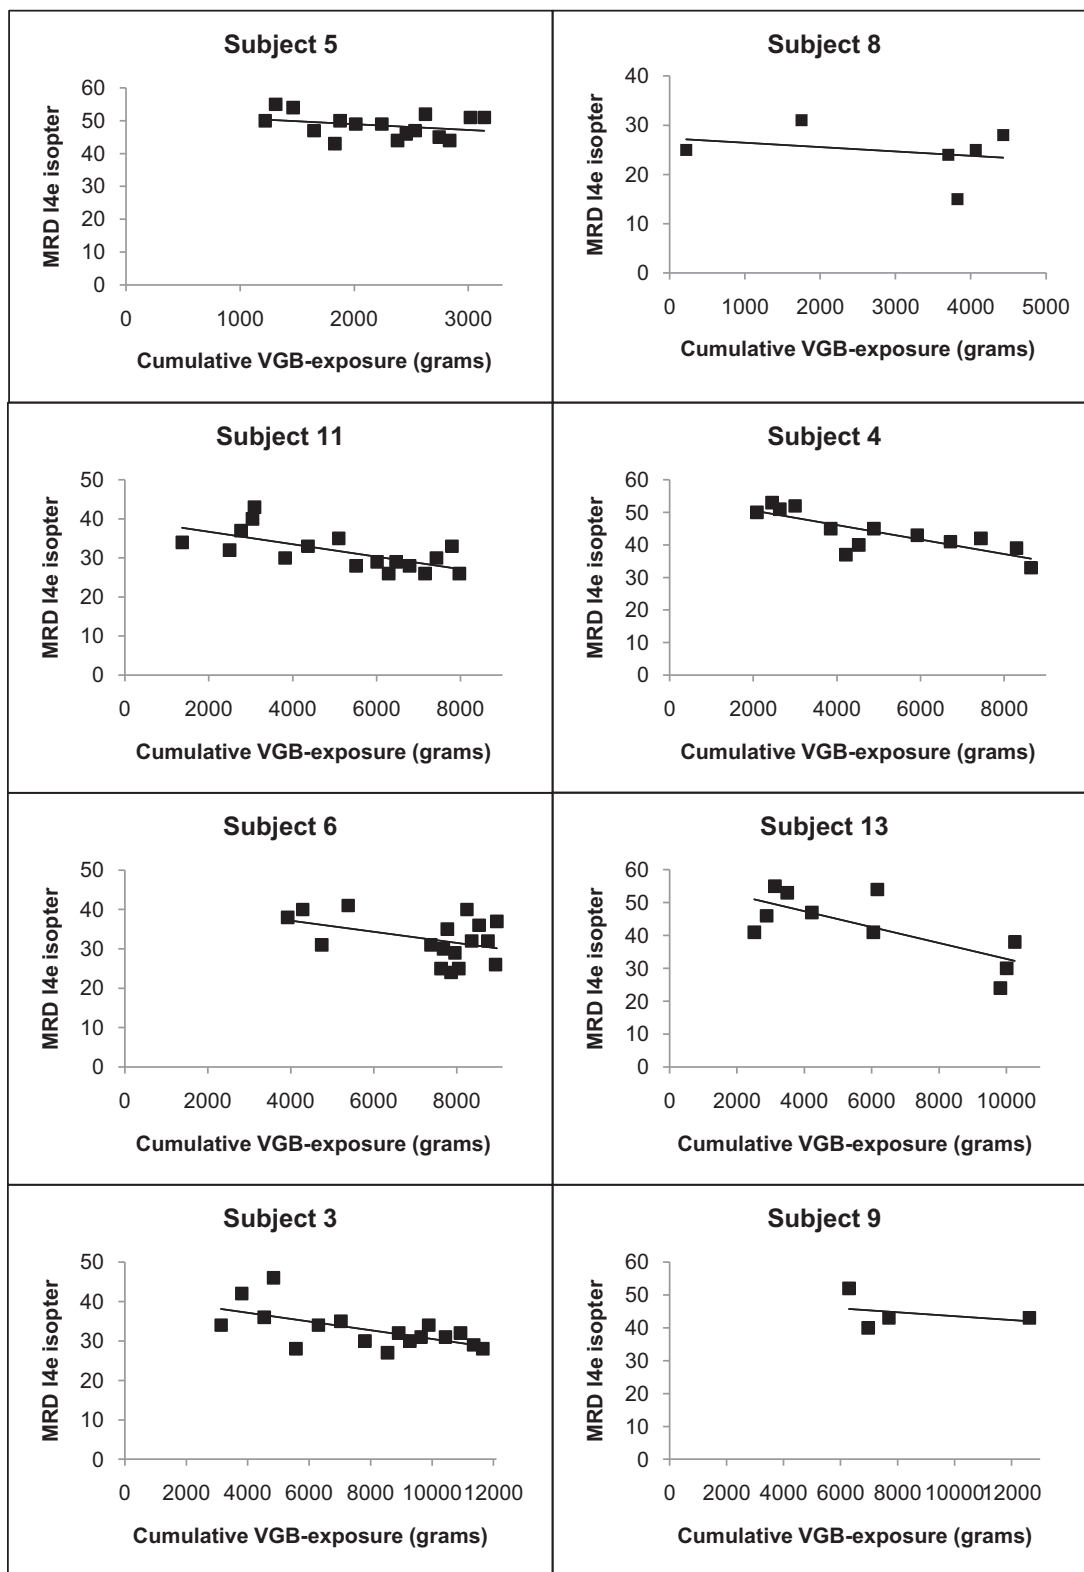 Subject 5
MRD I4e isopter
60
50
40
30
20
10
0
0 1000 2000 3000
Cumulative VGB-exposure (grams)
Subject 8
MRD I4e isopter
40
30
20
10
0
0 1000 2000 3000 4000 5000
Cumulative VGB-exposure (grams)
Subject 11
MRD I4e isopter
50
40
30
20
10
0
0 2000 4000 6000 8000
Cumulative VGB-exposure (grams)
Subject 4
MRD I4e isopter
60
50
40
30
20
10
0
0 2000 4000 6000 8000
Cumulative VGB-exposure (grams)
Subject 6
MRD I4e isopter
50
40
30
20
10
0
0 2000 4000 6000 8000
Cumulative VGB-exposure (grams)
Subject 13
MRD I4e isopter
60
50
40
30
20
10
0
0 2000 4000 6000 8000 10000
Cumulative VGB-exposure (grams)
Subject 3
MRD I4e isopter
50
40
30
20
10
0
0 2000 4000 6000 8000 10000 12000
Cumulative VGB-exposure (grams)
Subject 9
MRD I4e isopter
60
50
40
30
20
10
0
0 2000 4000 6000 8000 10000 12000
Cumulative VGB-exposure (grams)